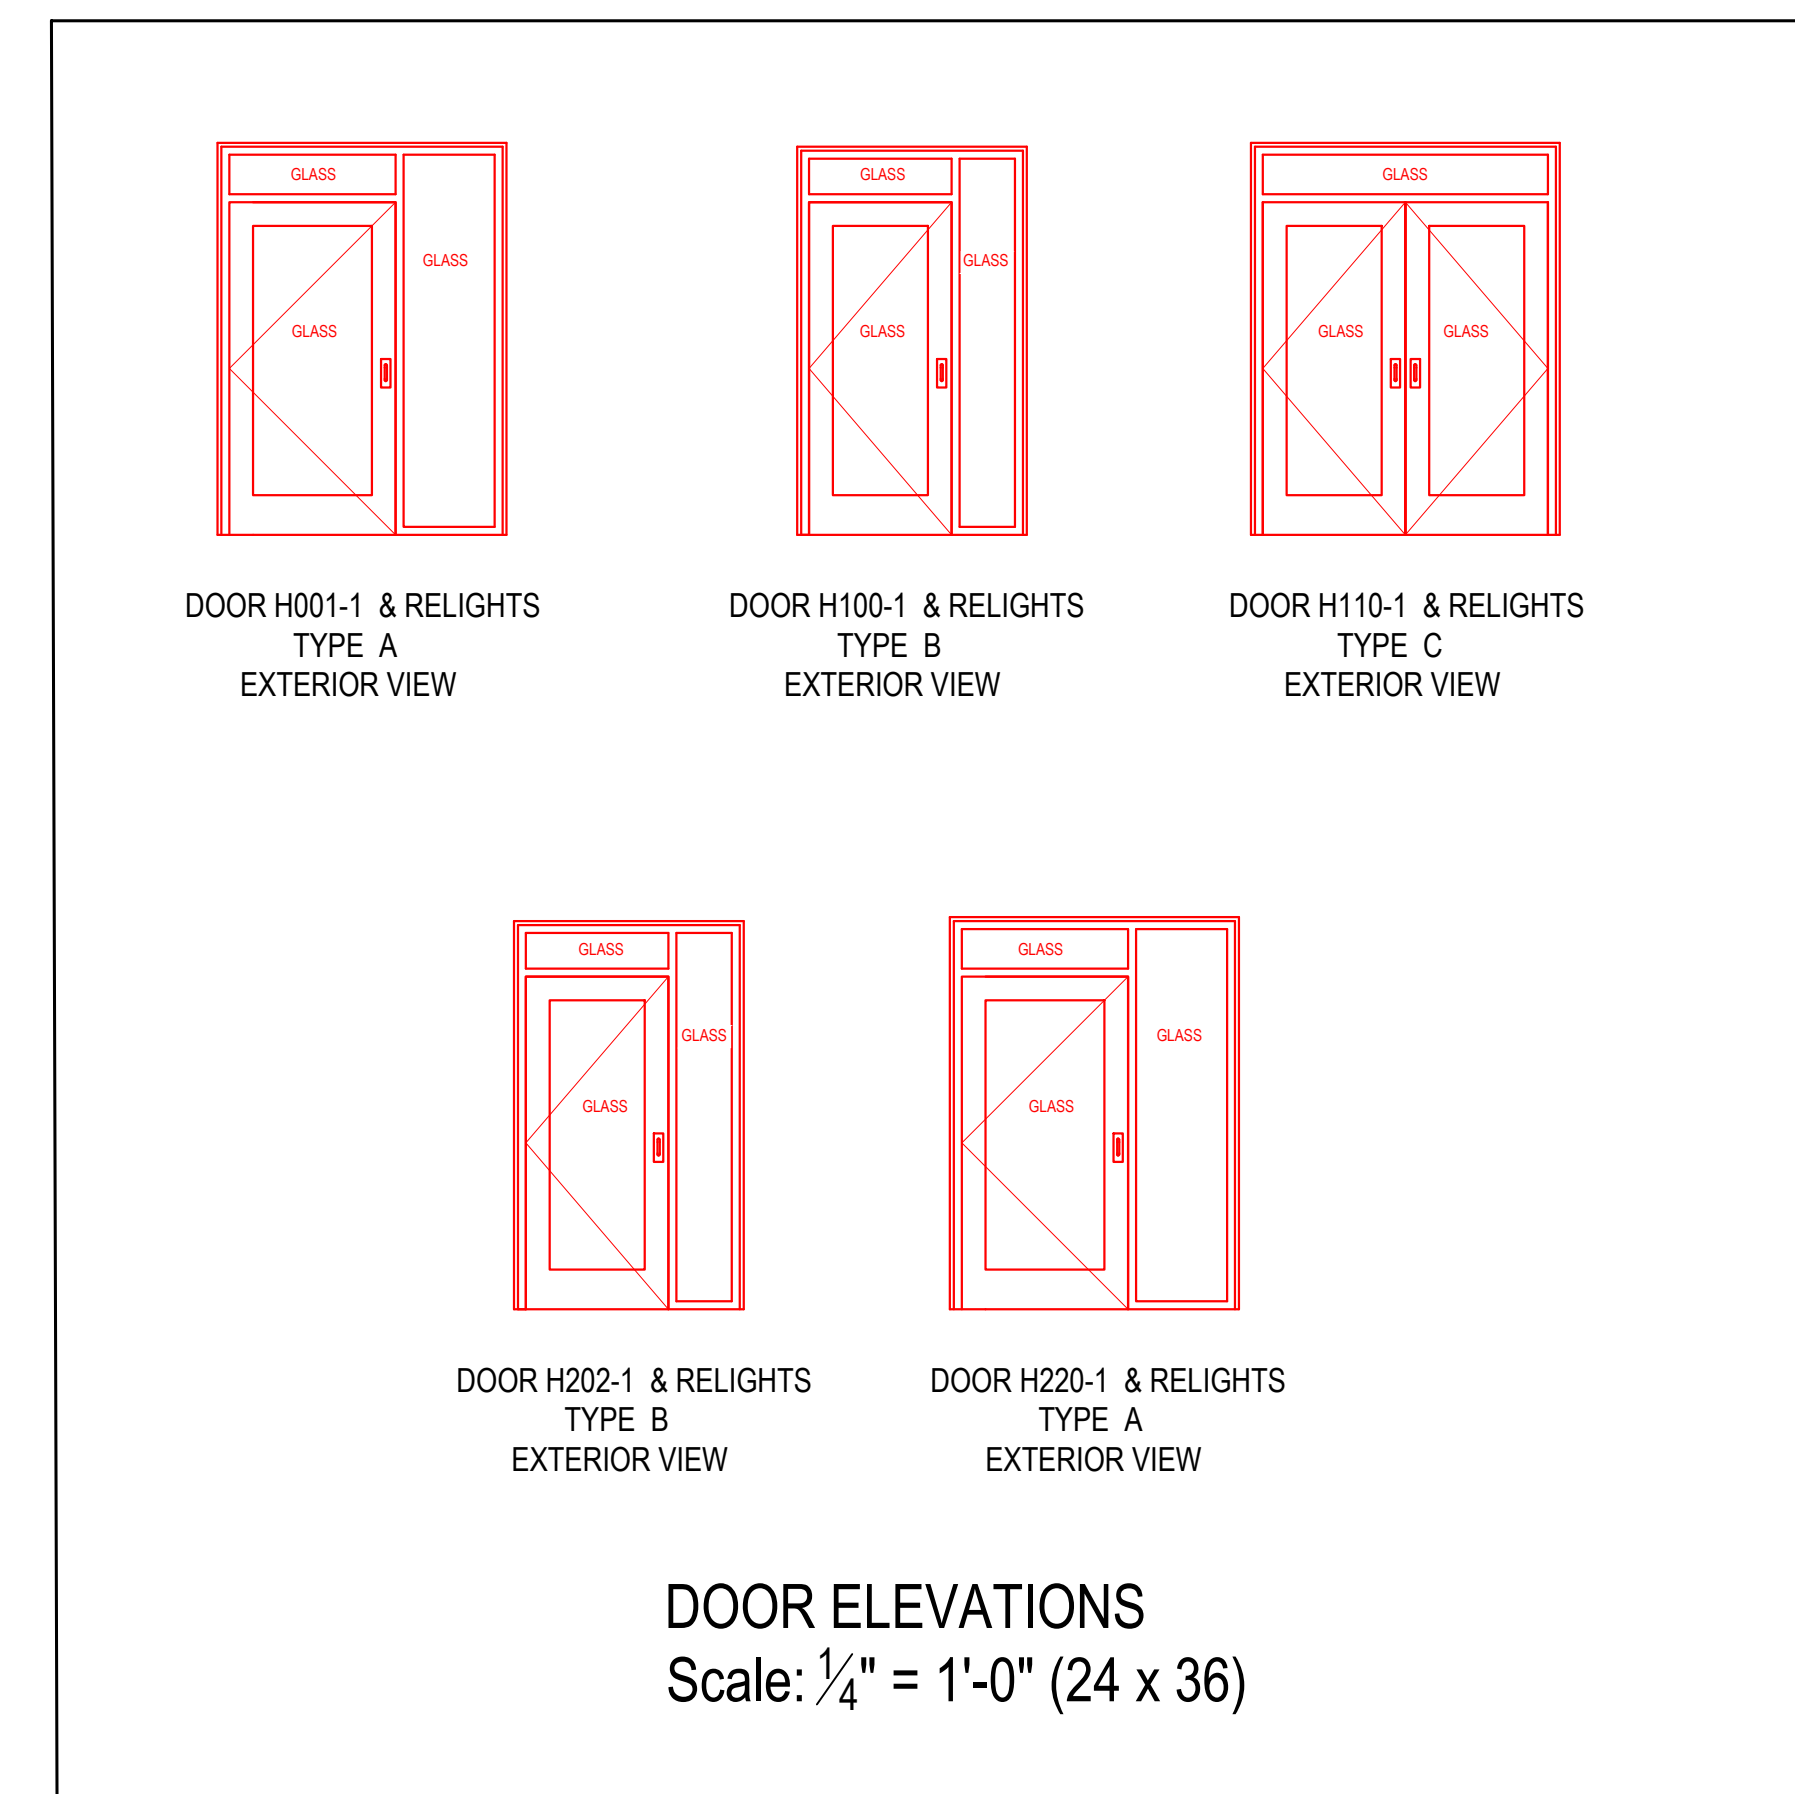 GLASS
GLASS
GLASS
DOOR H001-1 & RELIGHTS
TYPE A
EXTERIOR VIEW
GLASS
GLASS
GLASS
DOOR H100-1 & RELIGHTS
TYPE B
EXTERIOR VIEW
GLASS
GLASS GLASS
DOOR H110-1 & RELIGHTS
TYPE C
EXTERIOR VIEW
GLASS
GLASS
GLASS
DOOR H202-1 & RELIGHTS
TYPE B
EXTERIOR VIEW
GLASS
GLASS
GLASS
DOOR H220-1 & RELIGHTS
TYPE A
EXTERIOR VIEW
DOOR ELEVATIONS
Scale: 1/4" = 1'-0" (24 x 36)